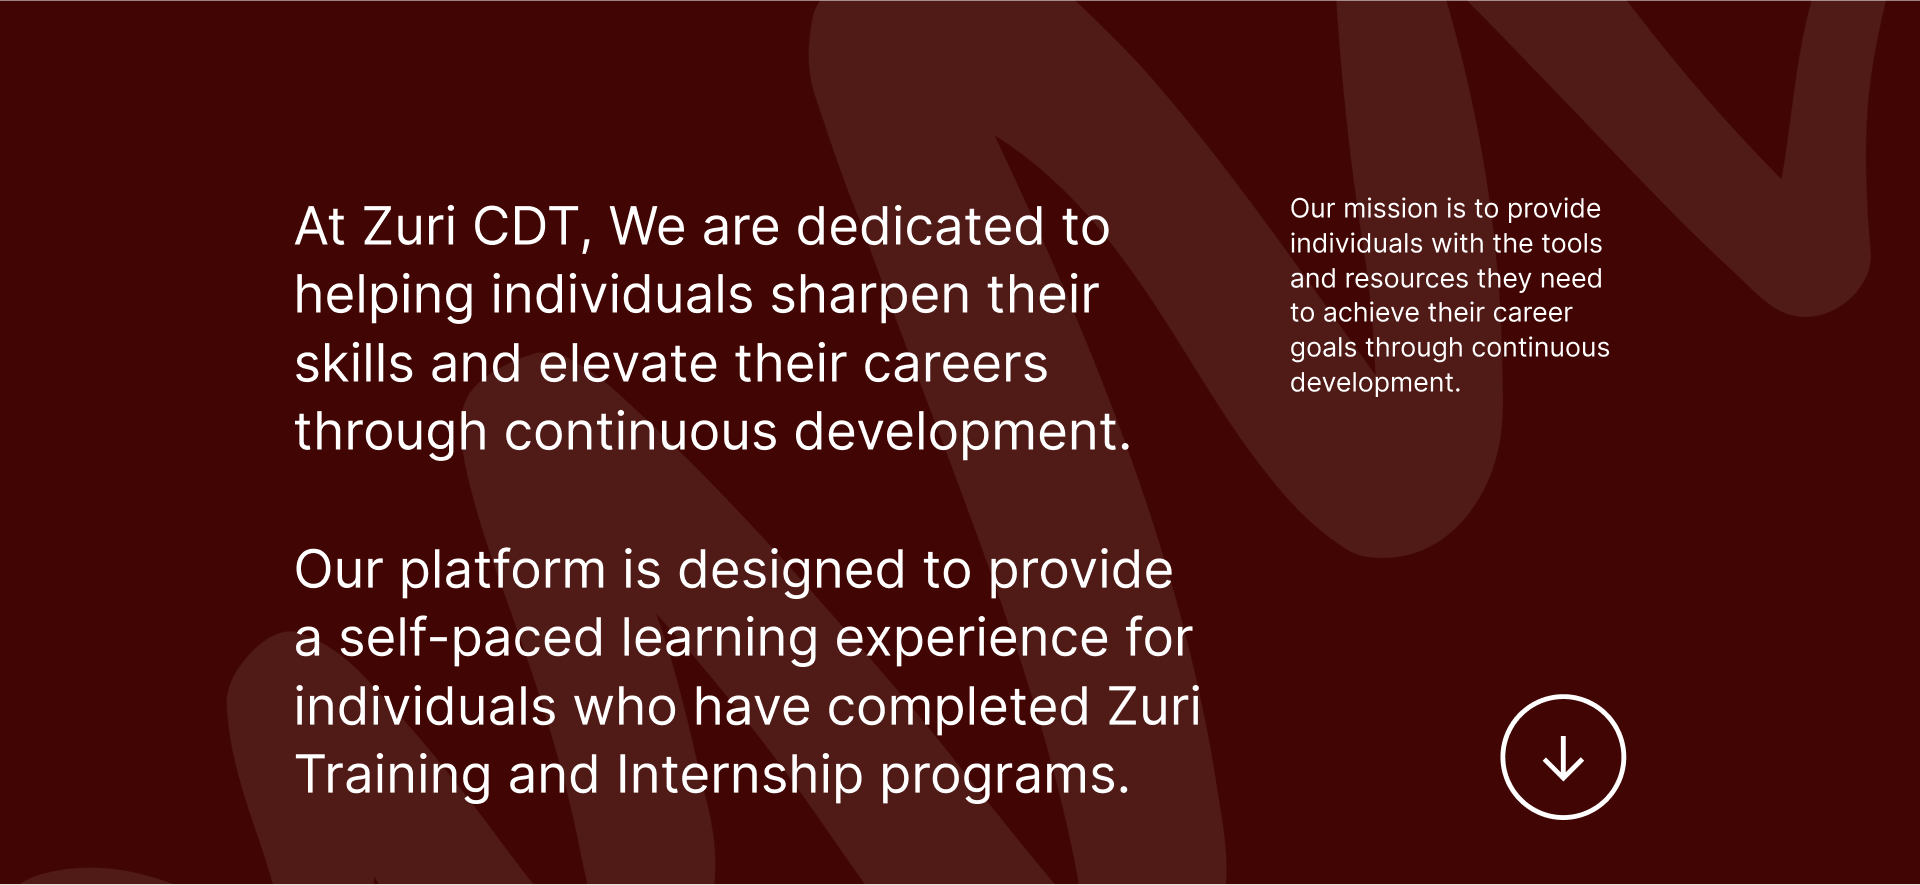 At Zuri CDT, We are dedicated to
helping individuals sharpen their
skills and elevate their careers
through continuous development.
Our platform is designed to provide
a self-paced learning experience for
individuals who have completed Zuri
Training and Internship programs.
Our mission is to provide
individuals with the tools
and resources they need
to achieve their career
goals through continuous
development.